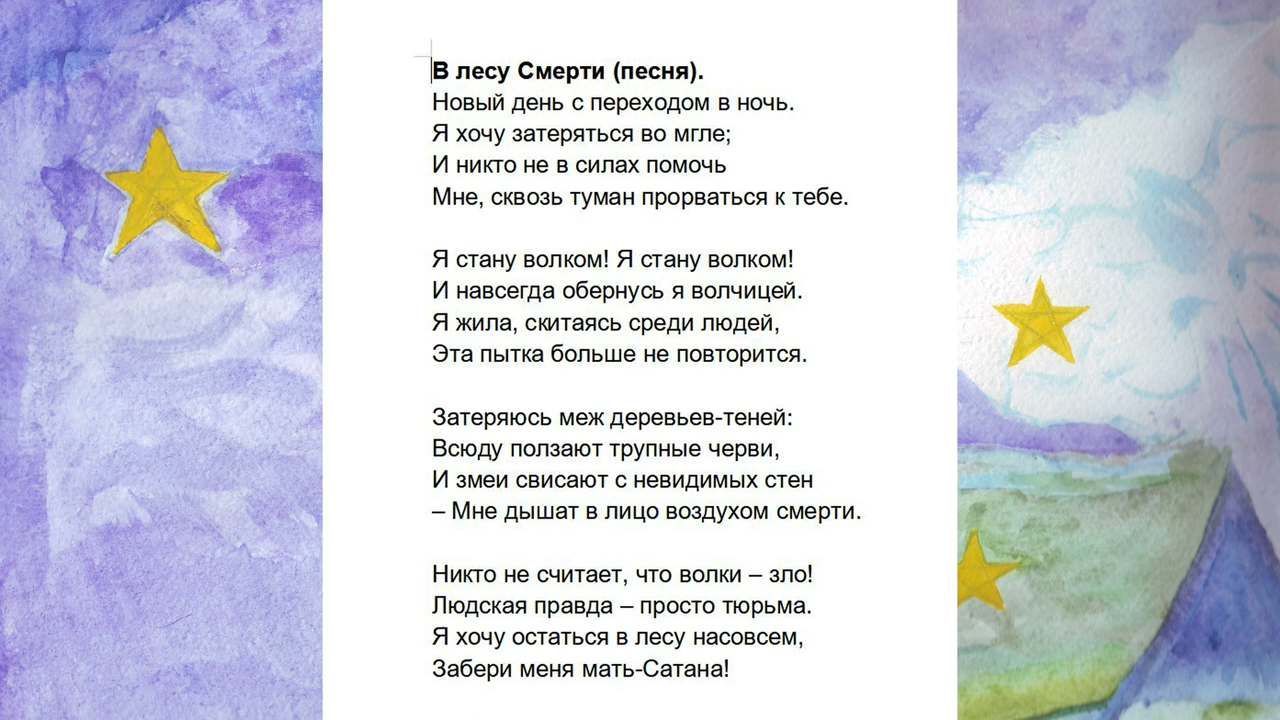 В лесу Смерти (песня).
Новый день с переходом в ночь.
Я хочу затеряться во мгле;
И никто не в силах помочь
Мне, сквозь туман прорваться к тебе.
Я стану волком! Я стану волком!
И навсегда обернусь я волчицей.
Я жила, скитаясь среди людей,
Эта пытка больше не повторится.
Затеряюсь меж деревьев-теней:
Всюду ползают трупные черви,
И змеи свисают с невидимых стен
– Мне дышат в лицо воздухом смерти.
Никто не считает, что волки – зло!
Людская правда – просто тюрьма.
Я хочу остаться в лесу насовсем,
Забери меня мать-Сатана!